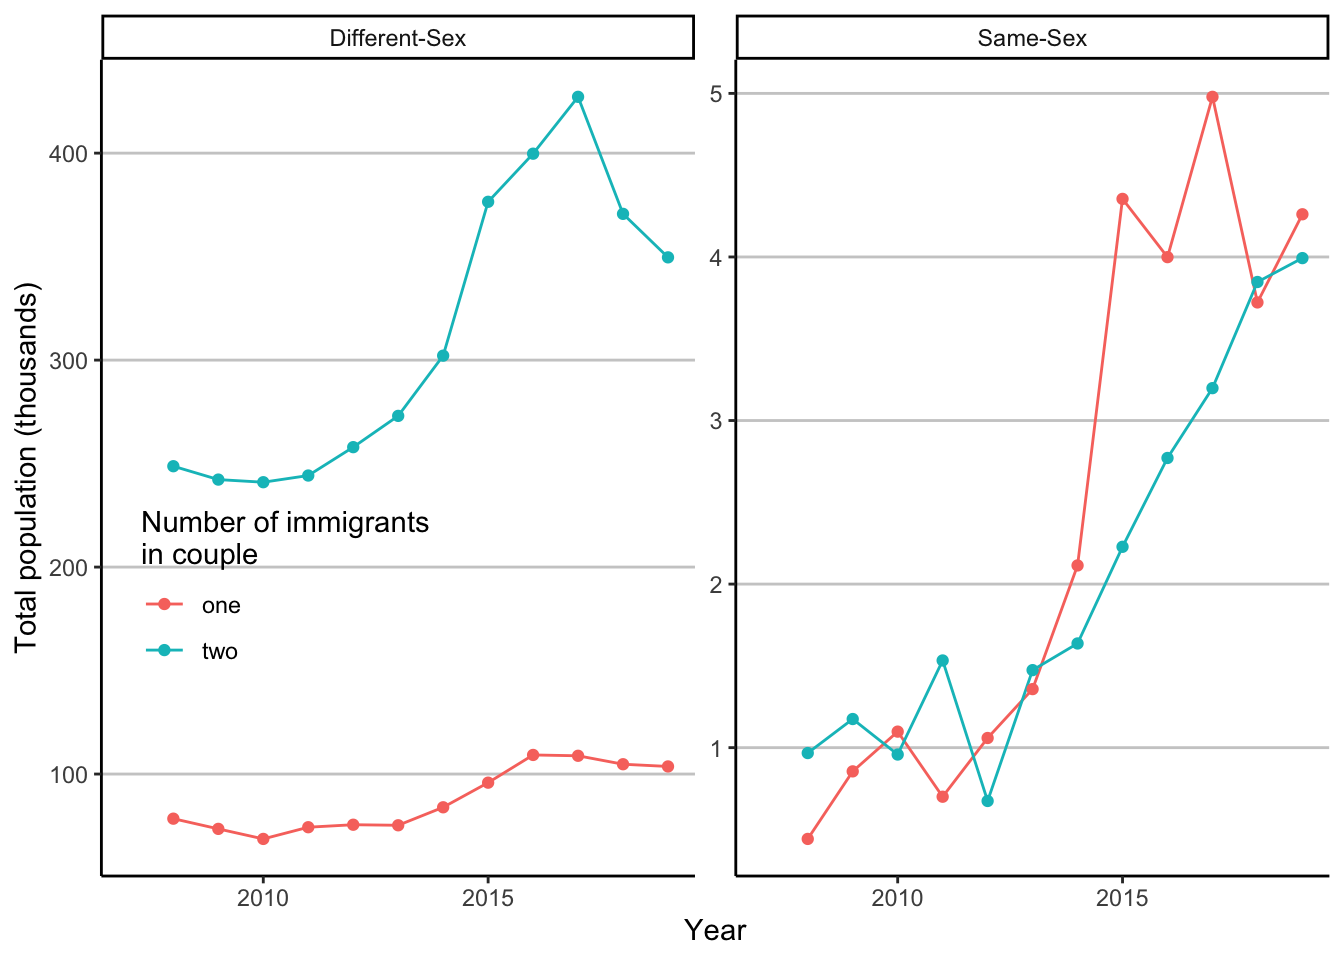 Different-Sex
Same-Sex
Total population (thousands)
400
300
200
100
Number of immigrants
in couple
one
two
5
4
3
2
1
2010
2015
2010
2015
Year